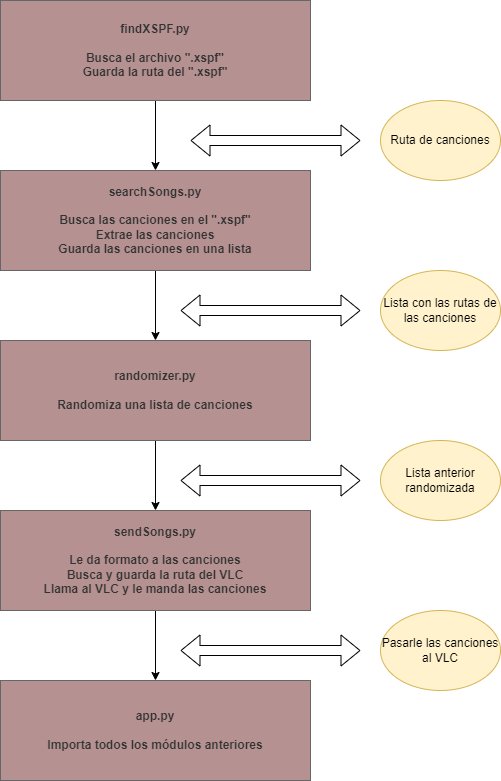 findXSPF.py
Busca el archivo ".xspf"
Guarda la ruta del ".xspf"
Ruta de canciones
searchSongs.py
Busca las canciones en el ".xspf"
Extrae las canciones
Guarda las canciones en una lista
Lista con las rutas de
las canciones
randomizer.py
Randomiza una lista de canciones
Lista anterior
randomizada
sendSongs.py
Le da formato a las canciones
Busca y guarda la ruta del VLC
Llama al VLC y le manda las canciones
Pasarle las canciones
al VLC
app.py
Importa todos los módulos anteriores